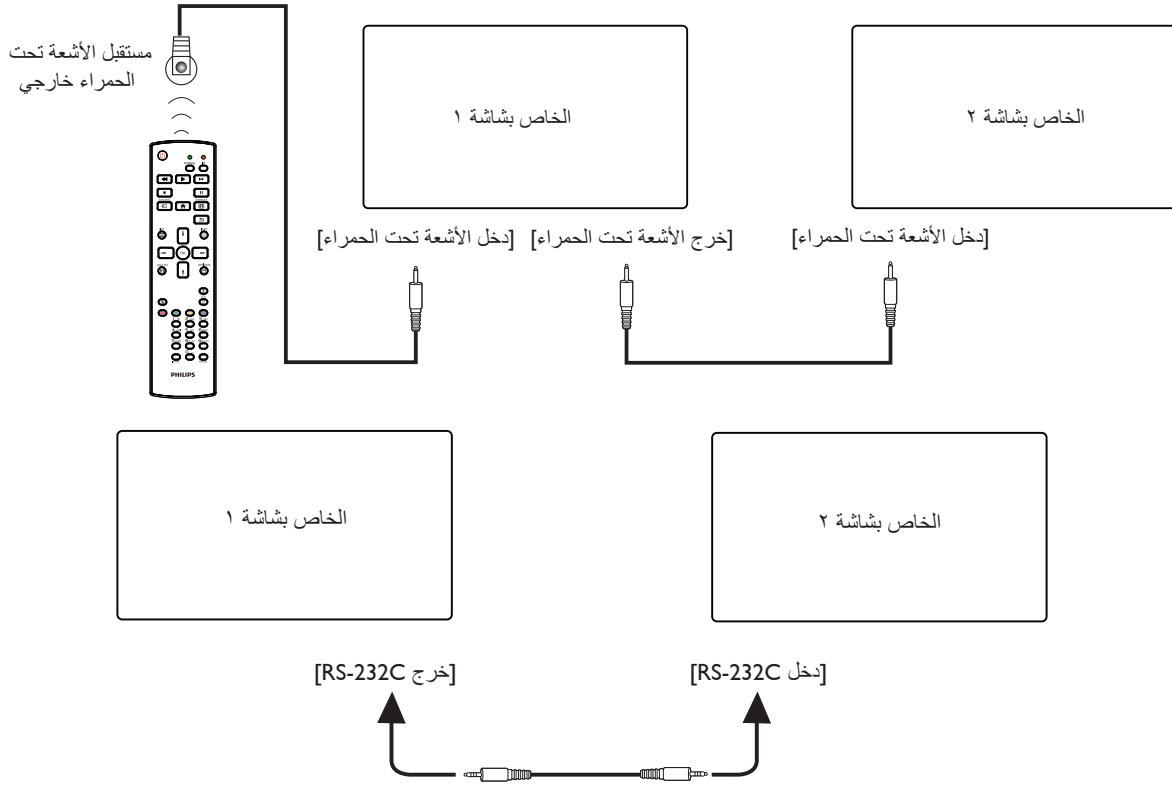 مستقبل الأشعة تحت
الحمراء خارجي
الخاص بشاشة ١
الخاص بشاشة ٢
[دخل الأشعة تحت الحمراء]
[خرج الأشعة تحت الحمراء]
[دخل الأشعة تحت الحمراء]
PHILIPS
الخاص بشاشة ١
الخاص بشاشة ٢
[خرج RS-232C]
[دخل RS-232C]